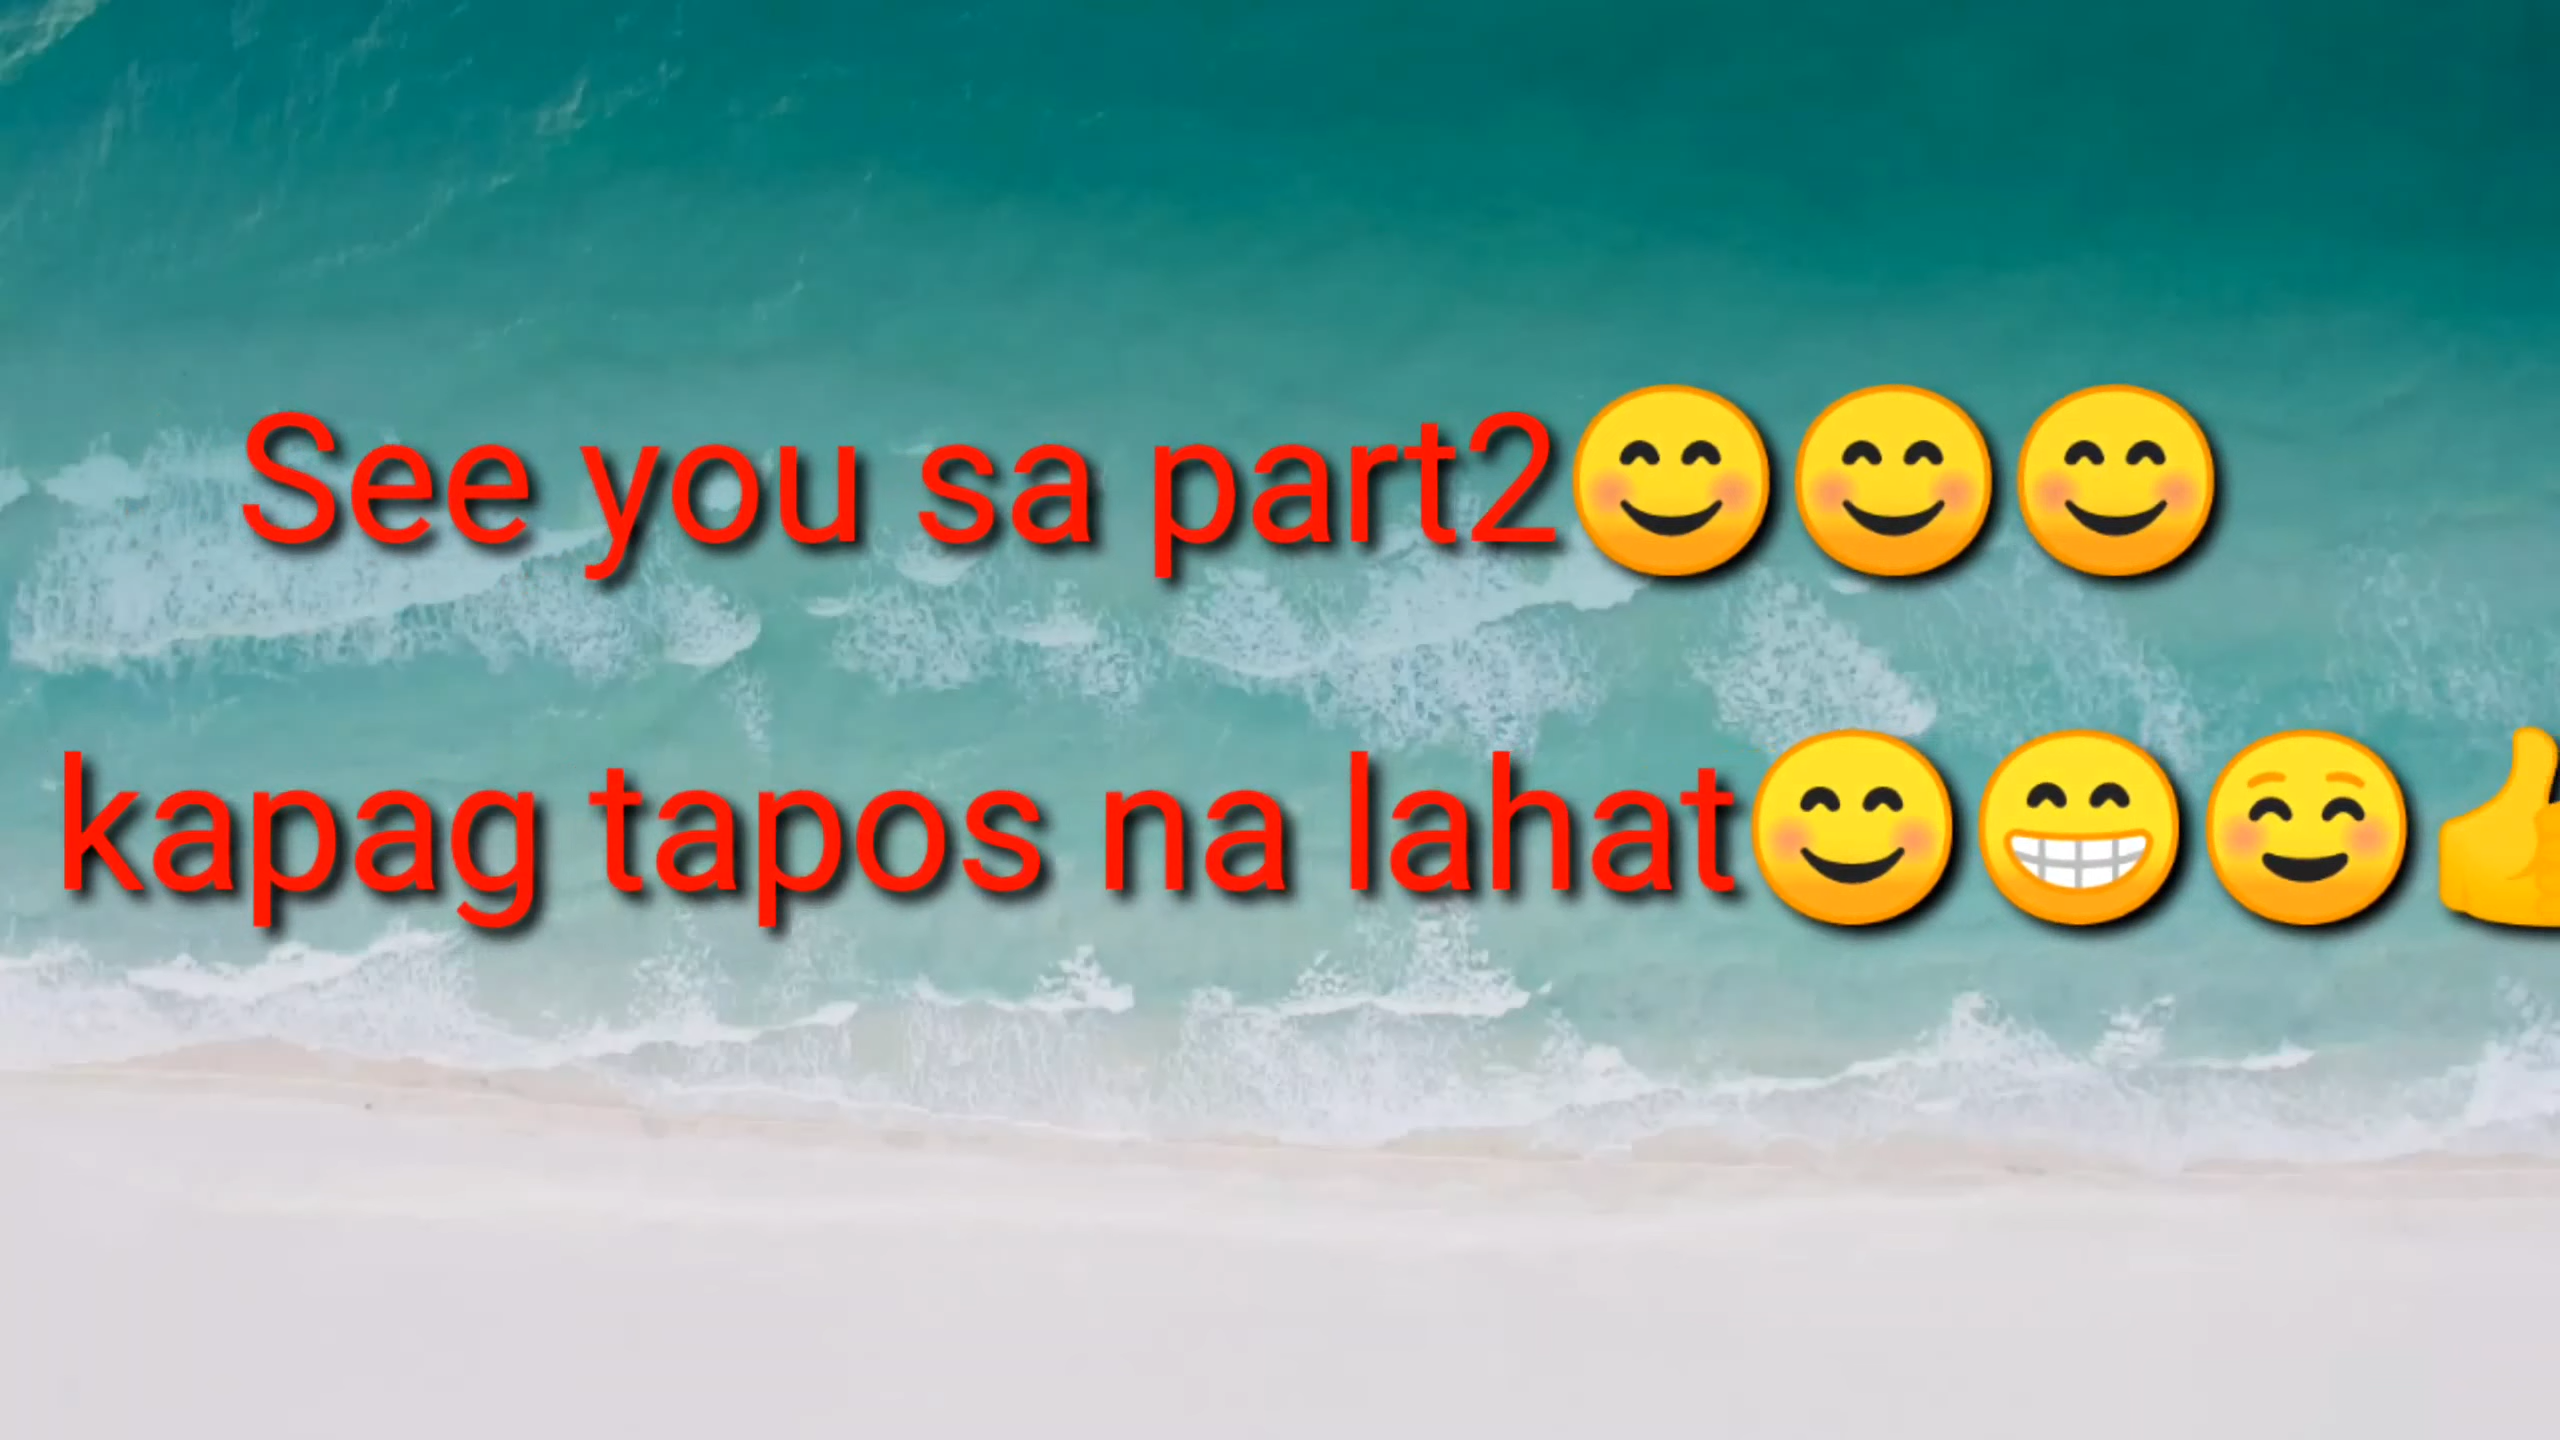 See you sa part2😊😊😊
kapag tapos na lahat😊😁☺️👍